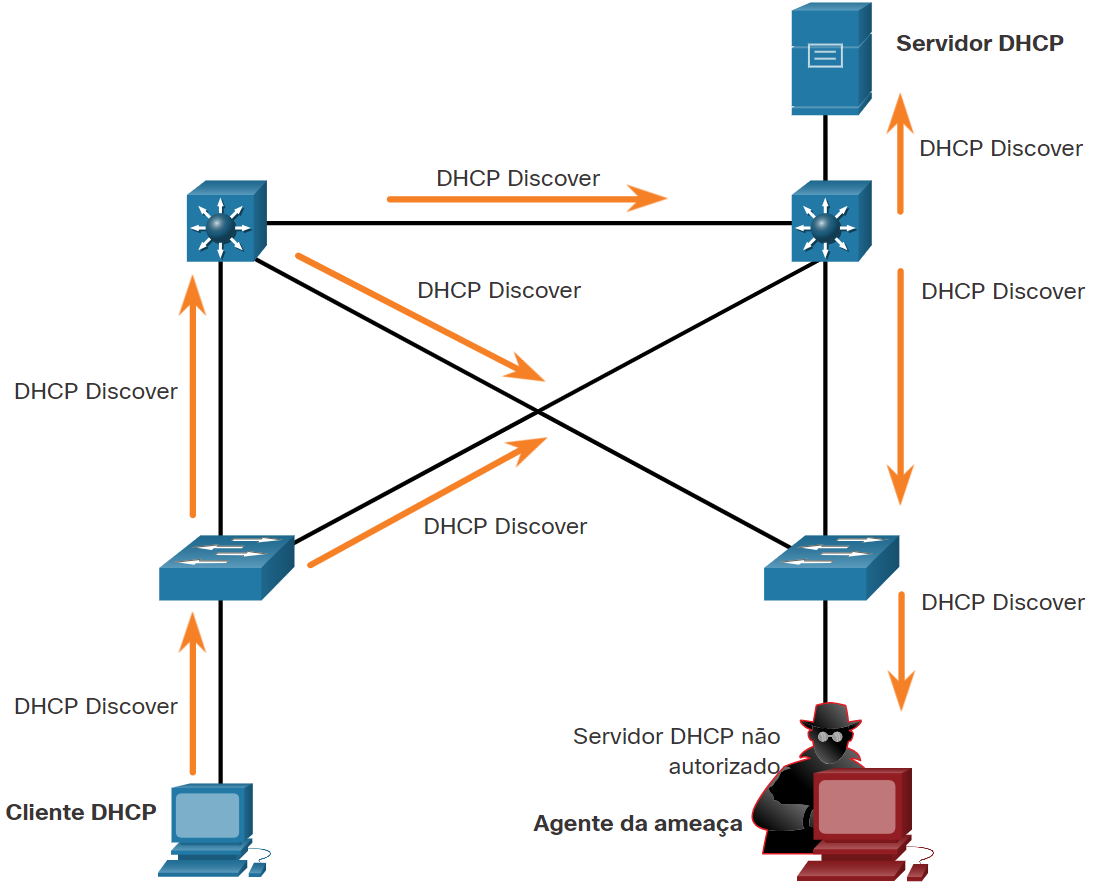 Servidor DHCP
DHCP Discover
DHCP Discover
DHCP Discover
DHCP Discover
DHCP Discover
DHCP Discover
DHCP Discover
DHCP Discover
Servidor DHCP não
autorizado
Cliente DHCP
Agente da ameaça